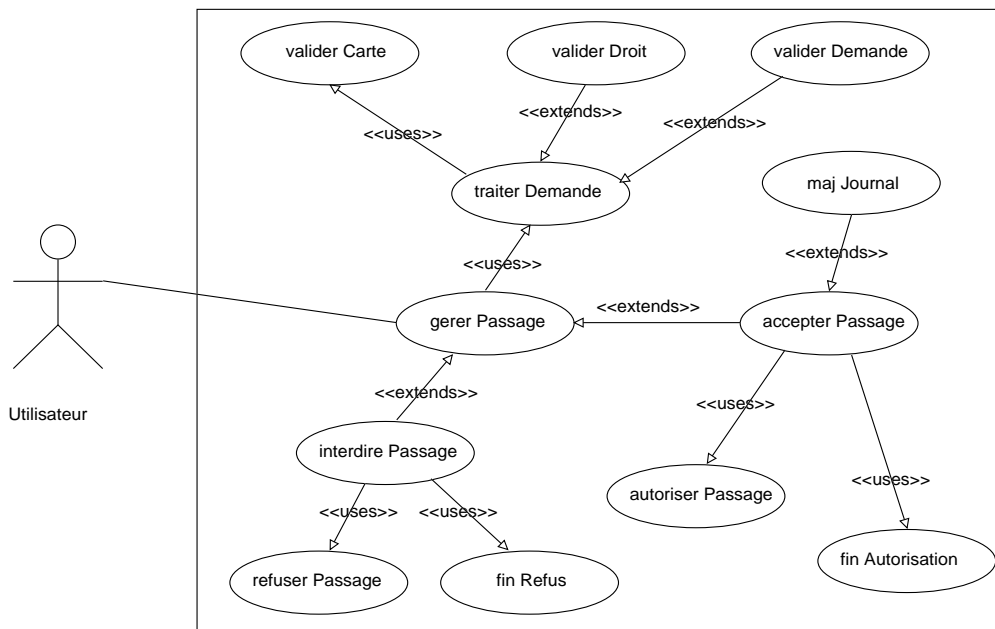 valider Carte
valider Droit
valider Demande
<<extends>>
<<extends>>
<<uses>>
traiter Demande
maj Journal
<<uses>>
<<extends>>
<<extends>>
gerer Passage
accepter Passage
<<extends>>
<<uses>>
Utilisateur
interdire Passage
<<uses>>
autoriser Passage
<<uses>>
<<uses>>
fin Autorisation
refuser Passage
fin Refus
<<uses>>